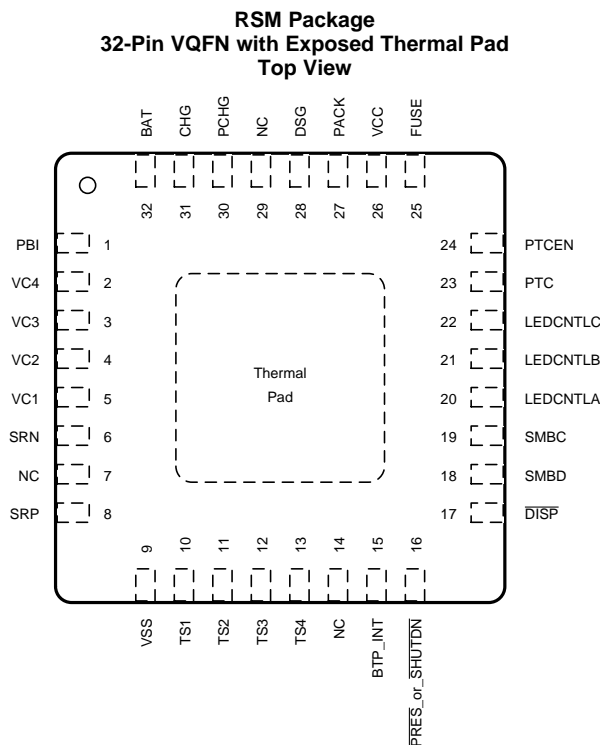 RSM Package
32-Pin VQFN with Exposed Thermal Pad
Top View
BAT
CHG
PCHG
NC
DSG
PACK
VCC
FUSE
32
31
30
29
28
27
26
25
PBI 1
VC4 2
VC3 3
VC2 4
VC1 5
SRN 6
NC 7
SRP 8
24 PTCEN
23 PTC
22 LEDCNTLC
21 LEDCNTLB
20 LEDCNTLA
19 SMBC
18 SMBD
17 DISP
Thermal
Pad
9
10
11
12
13
14
15
16
VSS
TS1
TS2
TS3
TS4
NC
BTP_INT
PRES_or_SHUTDN